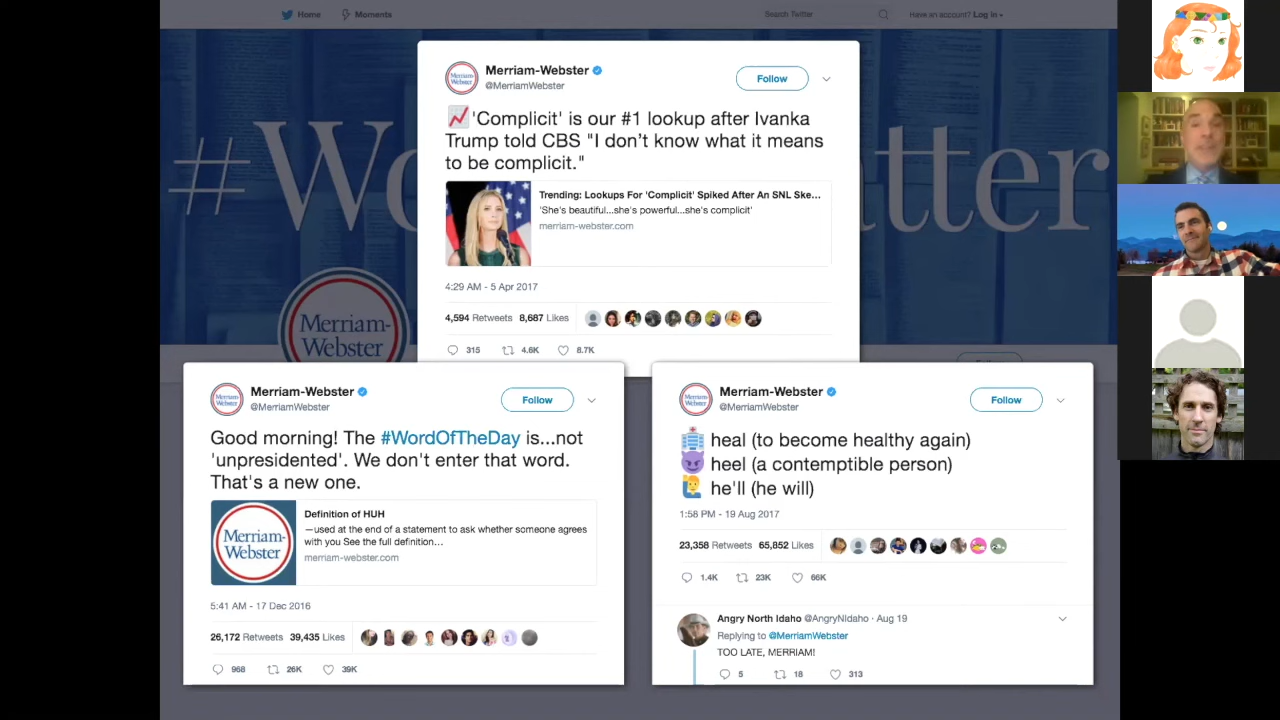 Home
Moments
Search Twitter
Have an account? Log in
#Wo
atter
Merriam-
Webster
Merriam-Webster
@MerriamWebster
Follow
'Complicit' is our #1 lookup after Ivanka
Trump told CBS "I don't know what it means
to be complicit."
Trending: Lookups For 'Complicit' Spiked After An SNL Ske...
'She's beautiful...she's powerful...she's complicit'
merriam-webster.com
4:29 AM - 5 Apr 2017
4,594 Retweets 8,687 Likes
315 4.6K 8.7K
Merriam-
Webster
Merriam-Webster
@MerriamWebster
Follow
Good morning! The #WordOfTheDay is...not
'unpresidented'. We don't enter that word.
That's a new one.
Merriam-
Webster
Definition of HUH
—used at the end of a statement to ask whether someone agrees
with you See the full definition...
merriam-webster.com
5:41 AM - 17 Dec 2016
26,172 Retweets 39,435 Likes
968 26K 39K
Merriam-
Webster
Merriam-Webster
@MerriamWebster
Follow
heal (to become healthy again)
heel (a contemptible person)
he'll (he will)
1:58 PM - 19 Aug 2017
23,358 Retweets 65,852 Likes
1.4K 23K 66K
Angry North Idaho @AngryNIdaho · Aug 19
Replying to @MerriamWebster
TOO LATE, MERRIAM!
5 18 313